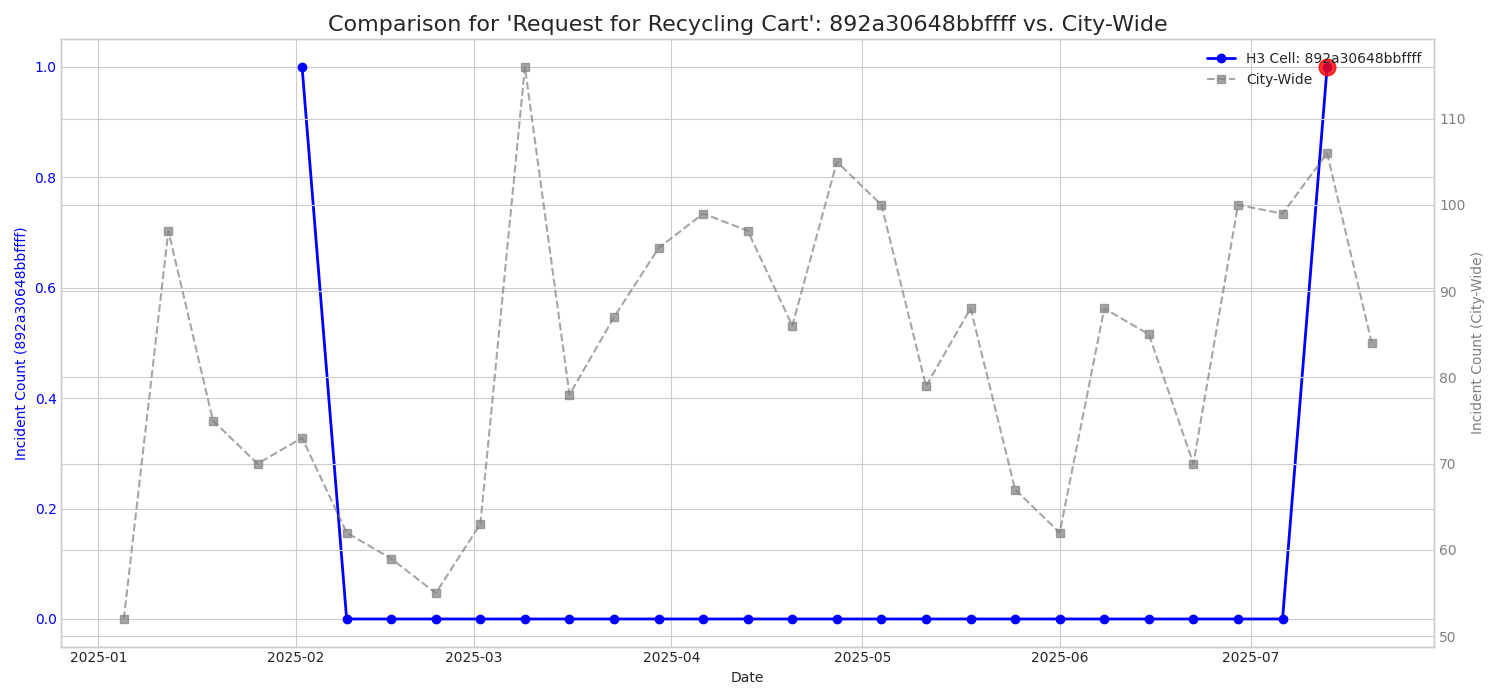 Comparison for 'Request for Recycling Cart': 892a30648bbffff vs. City-Wide
H3 Cell: 892a30648bbffff
City-Wide
Incident Count (892a30648bbffff)
1.0
0.8
0.6
0.4
0.2
0.0
110
100
90
80
70
60
50
Incident Count (City-Wide)
2025-01 2025-02 2025-03 2025-04 2025-05 2025-06 2025-07
Date